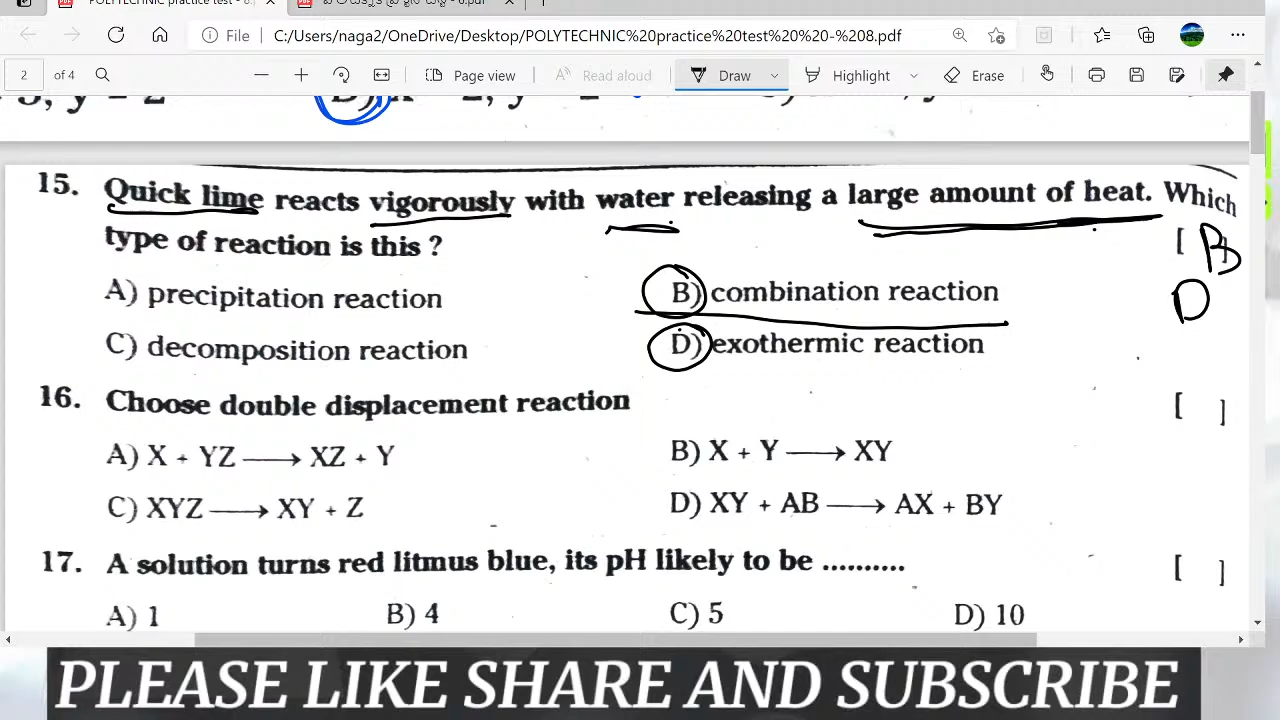 File C:/Users/naga2/OneDrive/Desktop/POLYTECHNIC%20practice%20test%20%20-%208.pdf
2 of 4 Page view Read aloud Draw Highlight Erase
15. Quick lime reacts vigorously with water releasing a large amount of heat. Which
type of reaction is this ? [ B ]
A) precipitation reaction B) combination reaction D
C) decomposition reaction D) exothermic reaction
16. Choose double displacement reaction [ ]
A) X + YZ ⟶ XZ + Y B) X + Y ⟶ XY
C) XYZ ⟶ XY + Z D) XY + AB ⟶ AX + BY
17. A solution turns red litmus blue, its pH likely to be .......... [ ]
A) 1 B) 4 C) 5 D) 10
PLEASE LIKE SHARE AND SUBSCRIBE